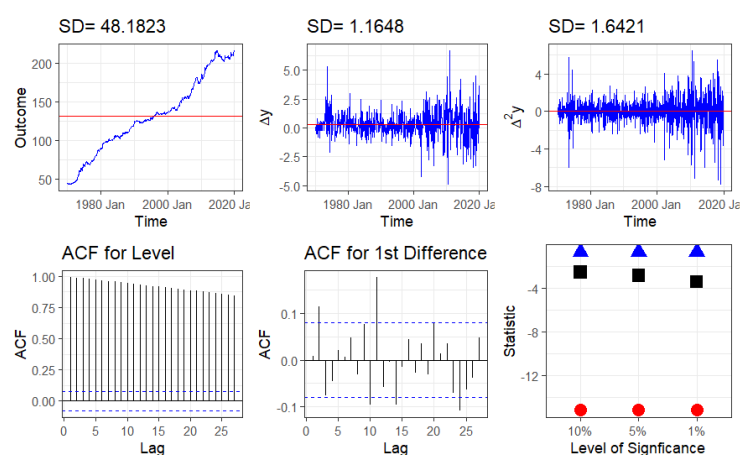 SD= 48.1823
SD= 1.1648
SD= 1.6421
Outcome
200
150
100
50
1980 Jan
2000 Jan
2020 Ja
Time
Δy
5.0
2.5
0.0
-2.5
-5.0
1980 Jan
2000 Jan
2020 Ja
Time
Δ²y
4
0
-4
-8
1980 Jan
2000 Jan
2020 Ja
Time
ACF for Level
ACF
1.00
0.75
0.50
0.25
0.00
0
5
10
15
20
25
Lag
ACF for 1st Difference
ACF
0.1
0.0
-0.1
0
5
10
15
20
25
Lag
Statistic
-4
-8
-12
10%
5%
1%
Level of Signficance